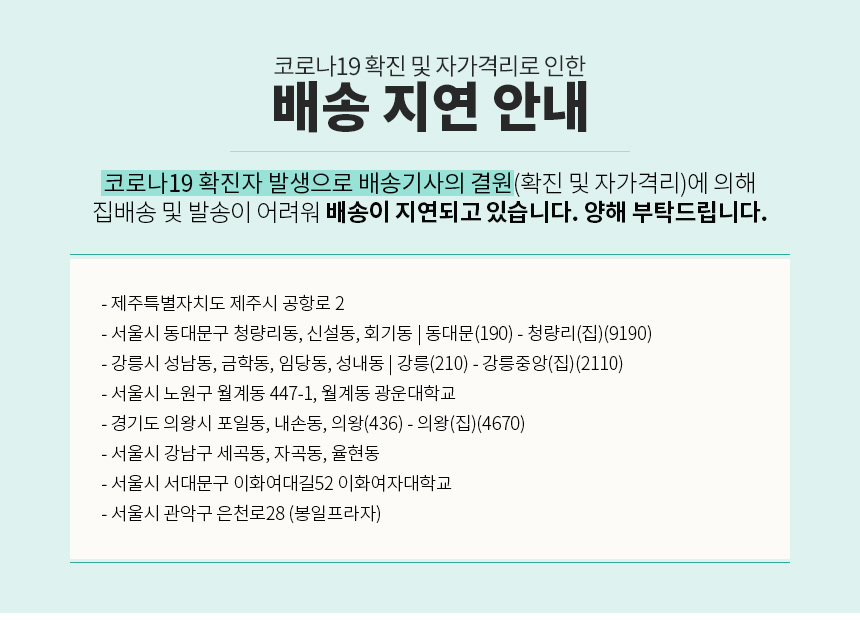 코로나19 확진 및 자가격리로 인한
배송 지연 안내
코로나19 확진자 발생으로 배송기사의 결원(확진 및 자가격리)에 의해
집배송 및 발송이 어려워 배송이 지연되고 있습니다. 양해 부탁드립니다.
- 제주특별자치도 제주시 공항로 2
- 서울시 동대문구 청량리동, 신설동, 회기동 | 동대문(190) - 청량리(집)(9190)
- 강릉시 성남동, 금학동, 임당동, 성내동 | 강릉(210) - 강릉중앙(집)(2110)
- 서울시 노원구 월계동 447-1, 월계동 광운대학교
- 경기도 의왕시 포일동, 내손동, 의왕(436) - 의왕(집)(4670)
- 서울시 강남구 세곡동, 자곡동, 율현동
- 서울시 서대문구 이화여대길52 이화여자대학교
- 서울시 관악구 은천로28 (봉일프라자)